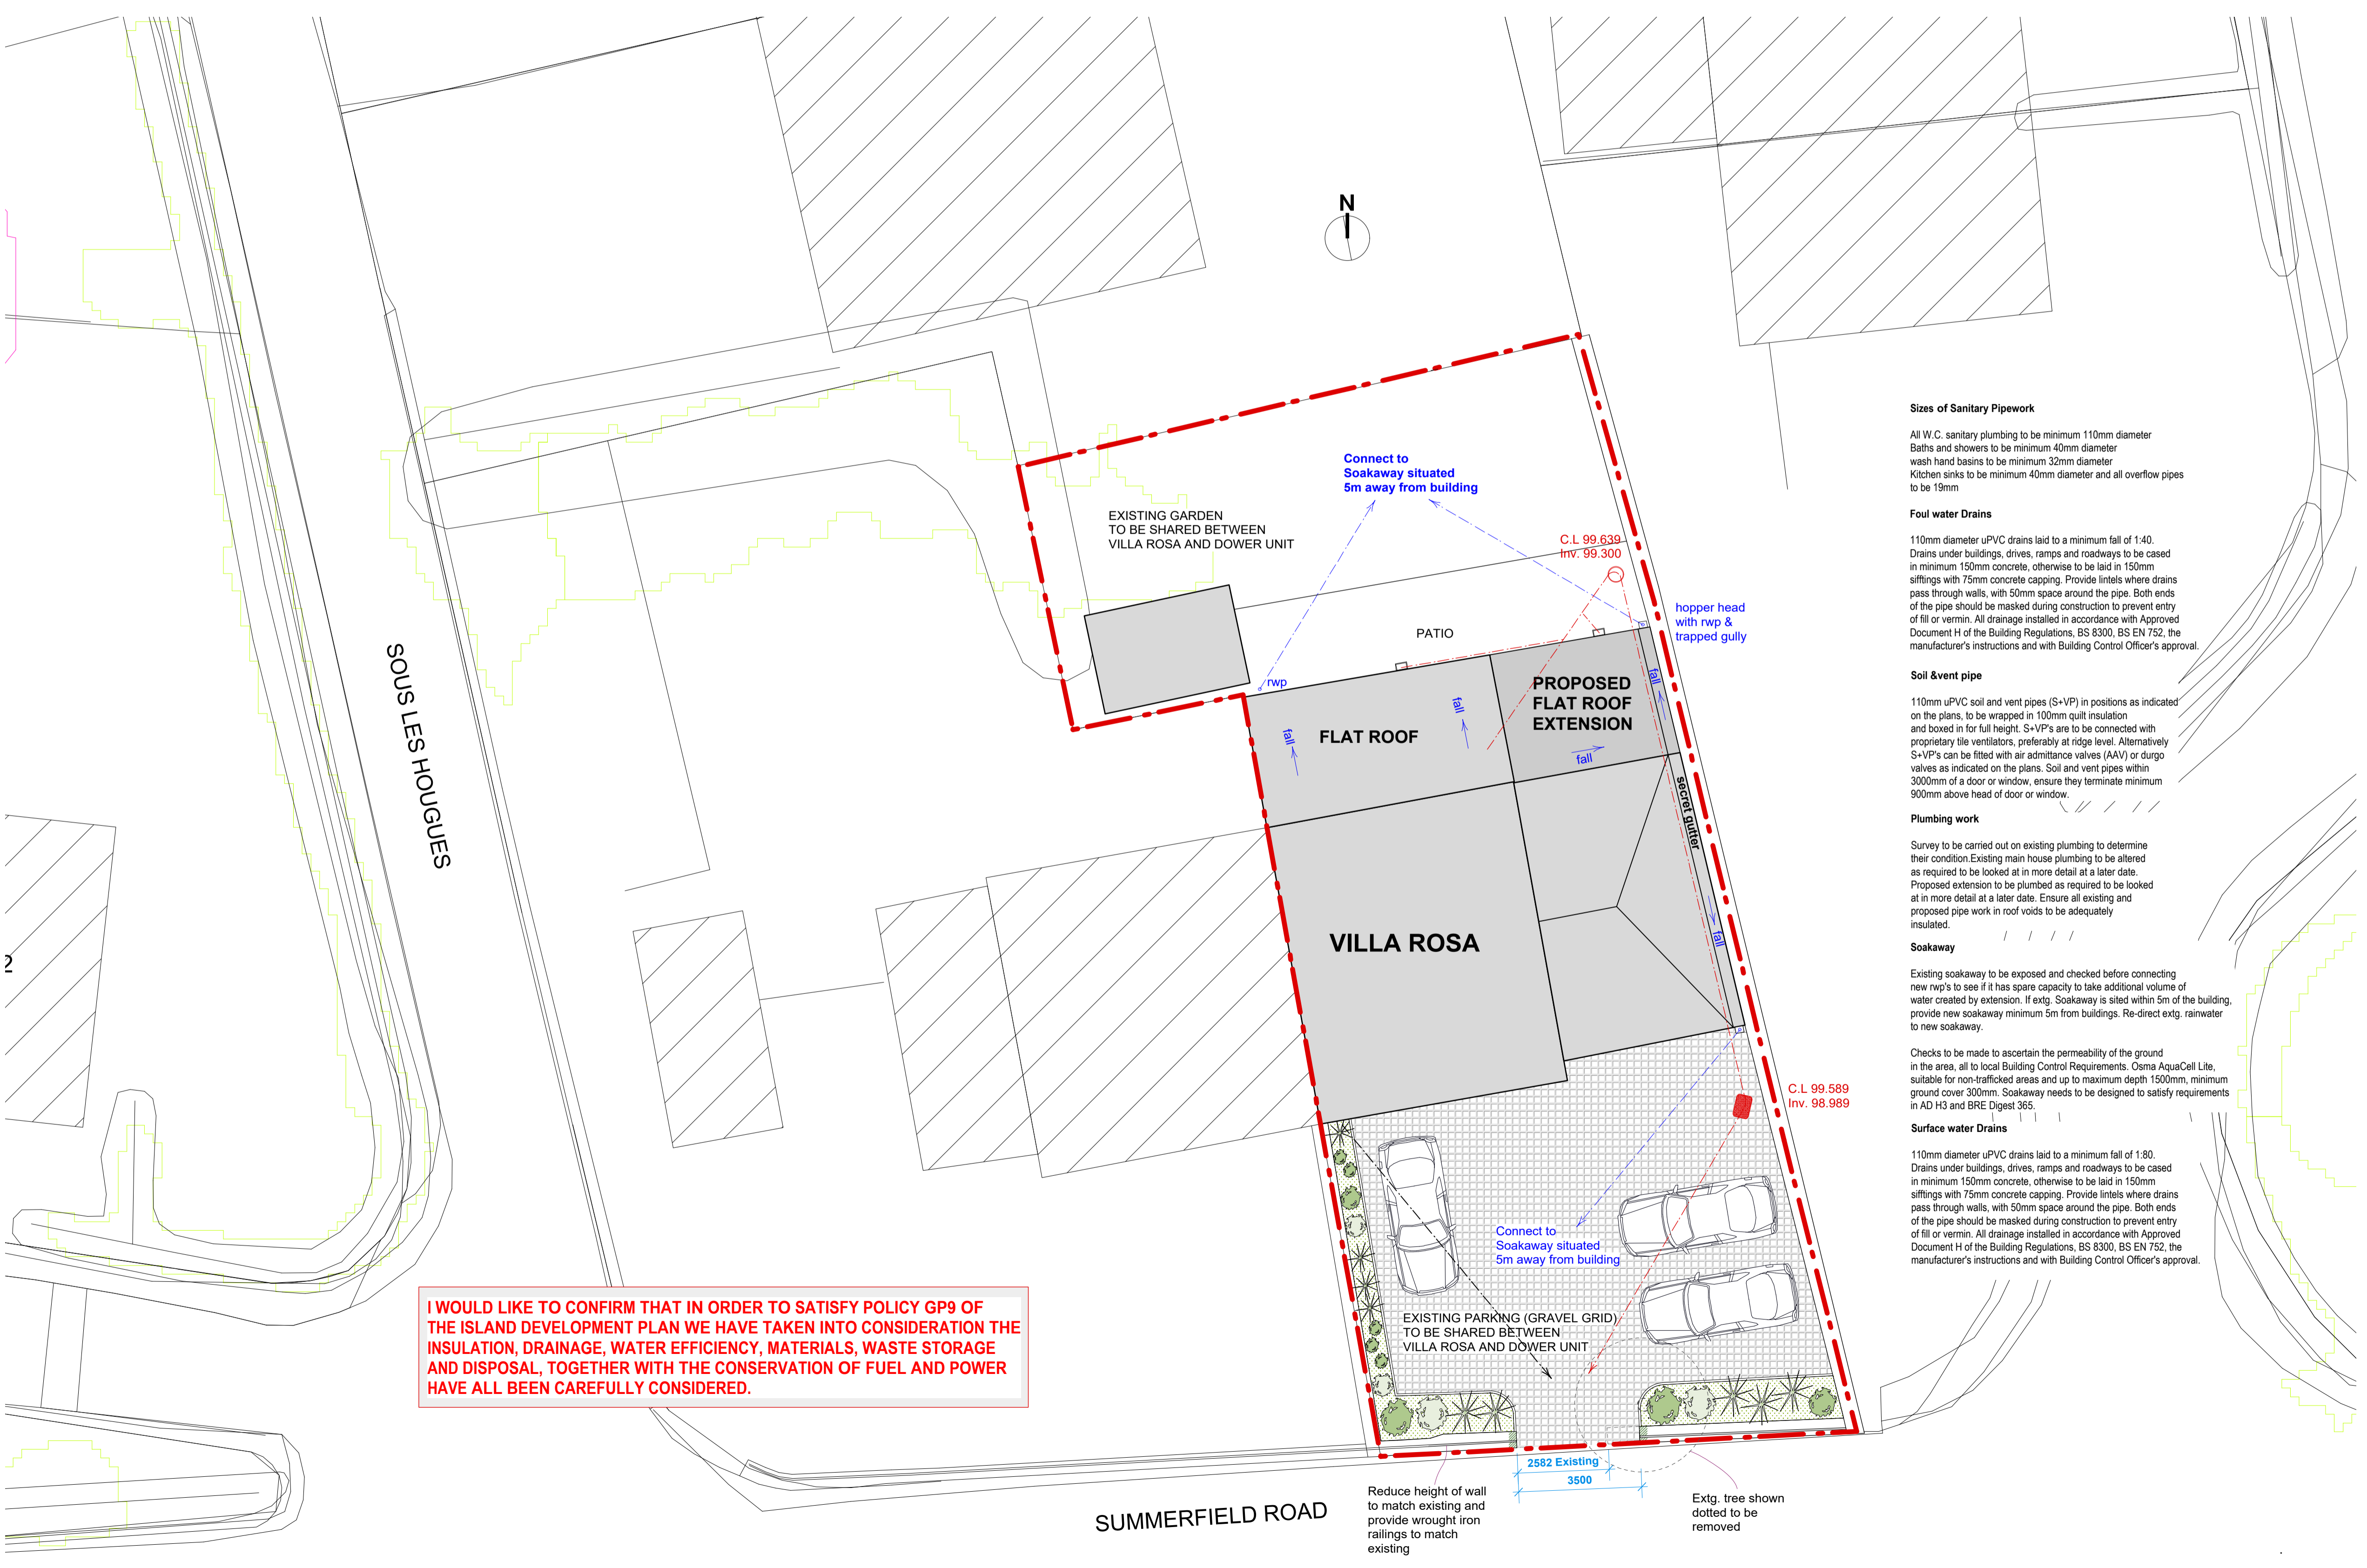 N
Connect to
Soakaway situated
5m away from building
EXISTING GARDEN
TO BE SHARED BETWEEN
VILLA ROSA AND DOWER UNIT
C.L 99.639
Inv. 99.300
hopper head
with rwp &
trapped gully
PATIO
rwp
fall
fall
fall
fall
PROPOSED
FLAT ROOF
EXTENSION
FLAT ROOF
secret gutter
fall
VILLA ROSA
SOUS LES HOUGUES
2
C.L 99.589
Inv. 98.989
Connect to
Soakaway situated
5m away from building
EXISTING PARKING (GRAVEL GRID)
TO BE SHARED BETWEEN
VILLA ROSA AND DOWER UNIT
I WOULD LIKE TO CONFIRM THAT IN ORDER TO SATISFY POLICY GP9 OF
THE ISLAND DEVELOPMENT PLAN WE HAVE TAKEN INTO CONSIDERATION THE
INSULATION, DRAINAGE, WATER EFFICIENCY, MATERIALS, WASTE STORAGE
AND DISPOSAL, TOGETHER WITH THE CONSERVATION OF FUEL AND POWER
HAVE ALL BEEN CAREFULLY CONSIDERED.
2582 Existing
3500
Reduce height of wall
to match existing and
provide wrought iron
railings to match
existing
Extg. tree shown
dotted to be
removed
SUMMERFIELD ROAD
Sizes of Sanitary Pipework
All W.C. sanitary plumbing to be minimum 110mm diameter
Baths and showers to be minimum 40mm diameter
wash hand basins to be minimum 32mm diameter
Kitchen sinks to be minimum 40mm diameter and all overflow pipes
to be 19mm
Foul water Drains
110mm diameter uPVC drains laid to a minimum fall of 1:40.
Drains under buildings, drives, ramps and roadways to be cased
in minimum 150mm concrete, otherwise to be laid in 150mm
sifftings with 75mm concrete capping. Provide lintels where drains
pass through walls, with 50mm space around the pipe. Both ends
of the pipe should be masked during construction to prevent entry
of fill or vermin. All drainage installed in accordance with Approved
Document H of the Building Regulations, BS 8300, BS EN 752, the
manufacturer's instructions and with Building Control Officer's approval.
Soil &vent pipe
110mm uPVC soil and vent pipes (S+VP) in positions as indicated
on the plans, to be wrapped in 100mm quilt insulation
and boxed in for full height. S+VP's are to be connected with
proprietary tile ventilators, preferably at ridge level. Alternatively
S+VP's can be fitted with air admittance valves (AAV) or durgo
valves as indicated on the plans. Soil and vent pipes within
3000mm of a door or window, ensure they terminate minimum
900mm above head of door or window.
Plumbing work
Survey to be carried out on existing plumbing to determine
their condition.Existing main house plumbing to be altered
as required to be looked at in more detail at a later date.
Proposed extension to be plumbed as required to be looked
at in more detail at a later date. Ensure all existing and
proposed pipe work in roof voids to be adequately
insulated.
Soakaway
Existing soakaway to be exposed and checked before connecting
new rwp's to see if it has spare capacity to take additional volume of
water created by extension. If extg. Soakaway is sited within 5m of the building,
provide new soakaway minimum 5m from buildings. Re-direct extg. rainwater
to new soakaway.
Checks to be made to ascertain the permeability of the ground
in the area, all to local Building Control Requirements. Osma AquaCell Lite,
suitable for non-trafficked areas and up to maximum depth 1500mm, minimum
ground cover 300mm. Soakaway needs to be designed to satisfy requirements
in AD H3 and BRE Digest 365.
Surface water Drains
110mm diameter uPVC drains laid to a minimum fall of 1:80.
Drains under buildings, drives, ramps and roadways to be cased
in minimum 150mm concrete, otherwise to be laid in 150mm
sifftings with 75mm concrete capping. Provide lintels where drains
pass through walls, with 50mm space around the pipe. Both ends
of the pipe should be masked during construction to prevent entry
of fill or vermin. All drainage installed in accordance with Approved
Document H of the Building Regulations, BS 8300, BS EN 752, the
manufacturer's instructions and with Building Control Officer's approval.